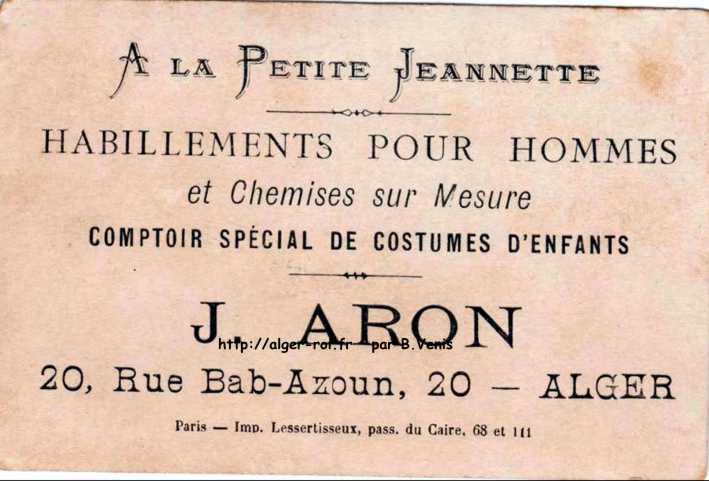 A LA PETITE JEANNETTE
HABILLEMENTS POUR HOMMES
et Chemises sur Mesure
COMPTOIR SPÉCIAL DE COSTUMES D'ENFANTS
J. ARON
http://alger-roi.fr par B.Venis
20, Rue Bab-Azoun, 20 — ALGER
Paris — Imp. Lessertisseux, pass. du Caire, 68 et 111